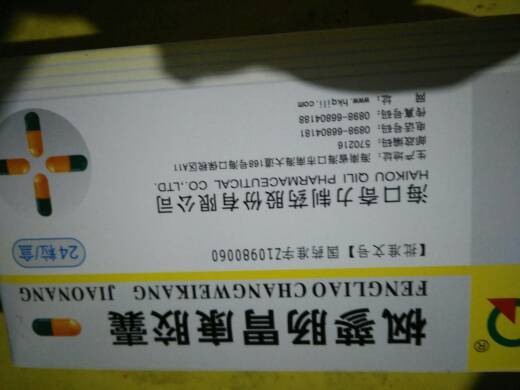 ®
枫蓼肠胃康胶囊
FENGLIAO CHANGWEIKANG JIAONANG
【批准文号】国药准字Z10980060
24粒/盒
海口奇力制药股份有限公司
HAIKOU QILI PHARMACEUTICAL CO.,LTD.
生产地址:海南省海口市南海大道168号海口保税区A11
邮政编码:570216
电话号码:0898-66804181
传真号码:0898-66804188
网 址:www.hkqili.com